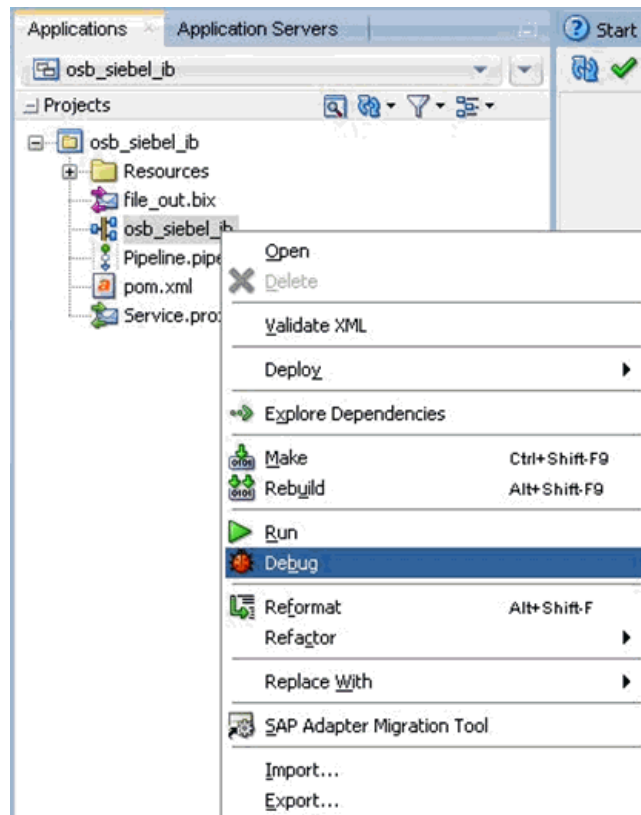 Applications
Application Servers
Start
osb_siebel_ib
Projects
osb_siebel_ib
Resources
file_out.bix
osb_siebel_ib
Pipeline.pipe
pom.xml
Service.pro
Open
Delete
Validate XML
Deploy
Explore Dependencies
Make Ctrl+Shift-F9
Rebuild Alt+Shift-F9
Run
Debug
Reformat Alt+Shift-F
Refactor
Replace With
SAP Adapter Migration Tool
Import...
Export...